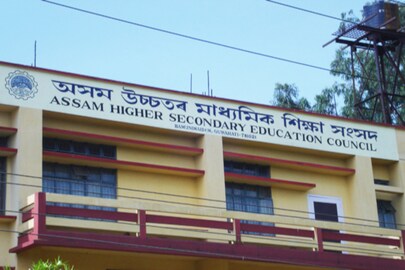 অসম উচ্চতৰ মাধ্যমিক শিক্ষা সংসদ
ASSAM HIGHER SECONDARY EDUCATION COUNCIL